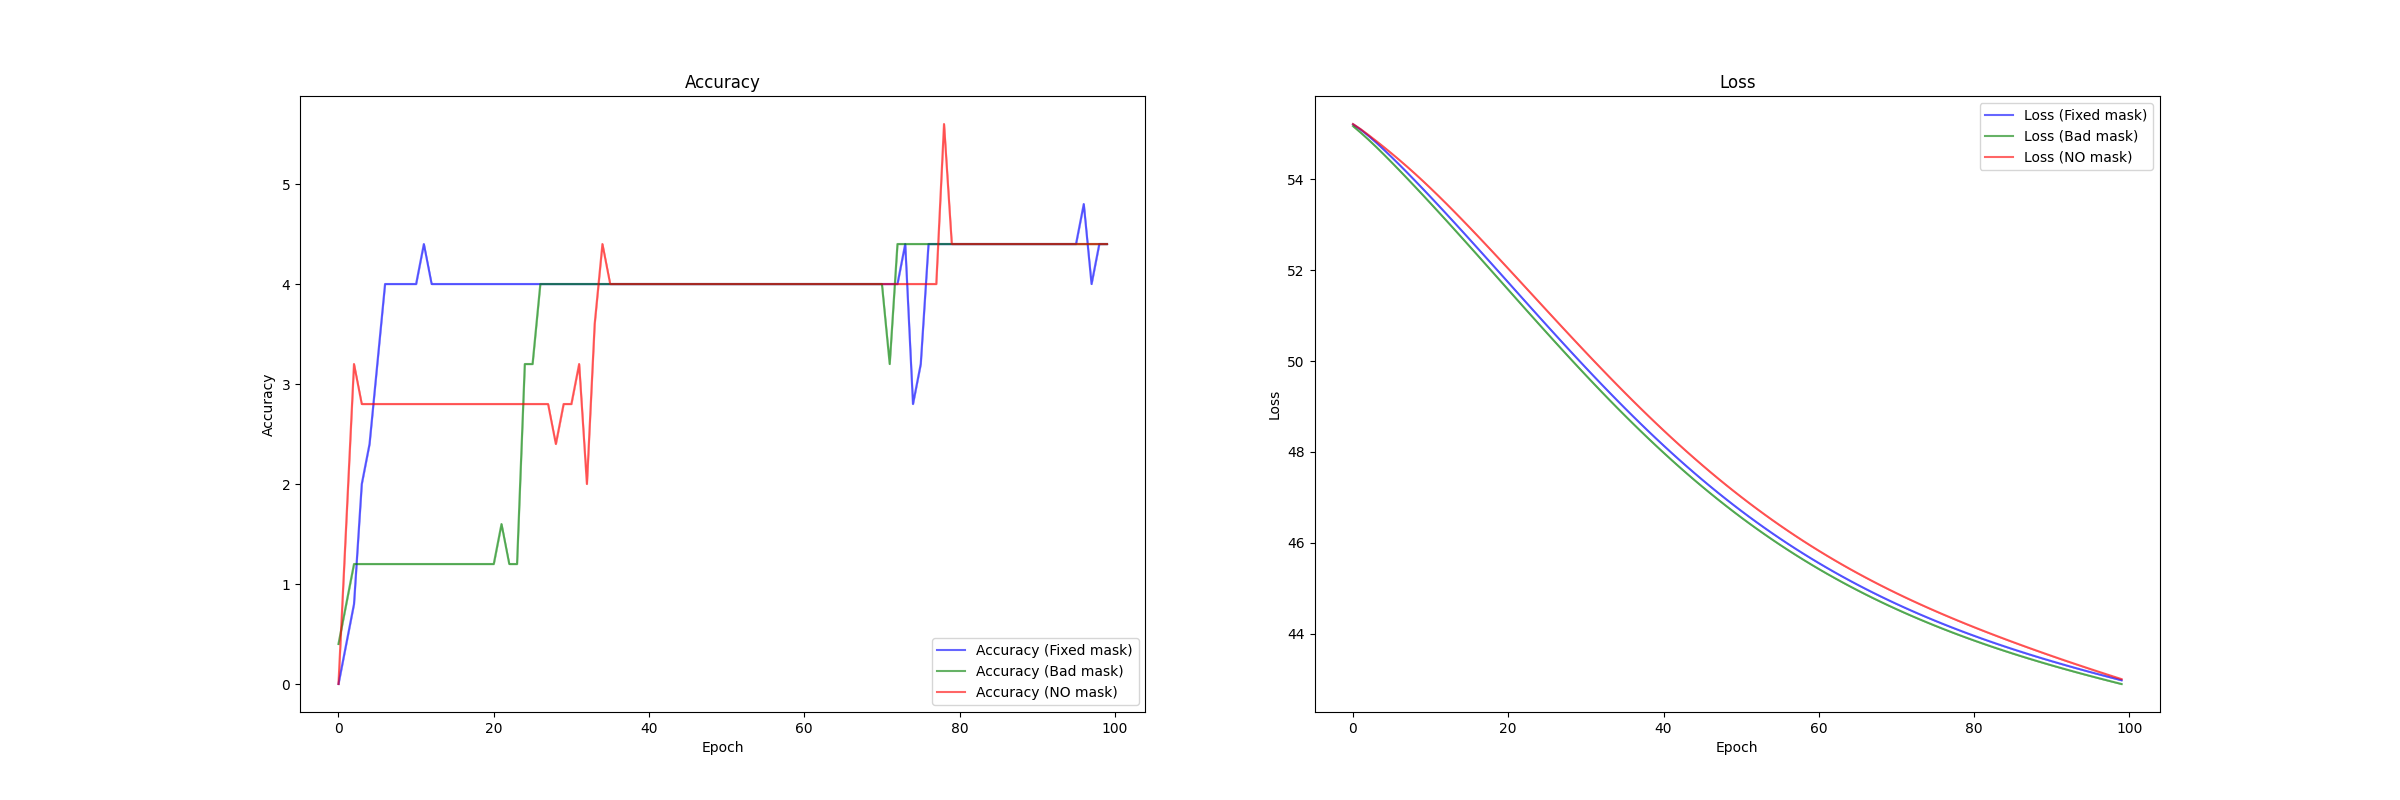 Accuracy
5
4
3
2
1
0
Accuracy
0 20 40 60 80 100
Epoch
Accuracy (Fixed mask)
Accuracy (Bad mask)
Accuracy (NO mask)
Loss
54
52
50
48
46
44
Loss
0 20 40 60 80 100
Epoch
Loss (Fixed mask)
Loss (Bad mask)
Loss (NO mask)